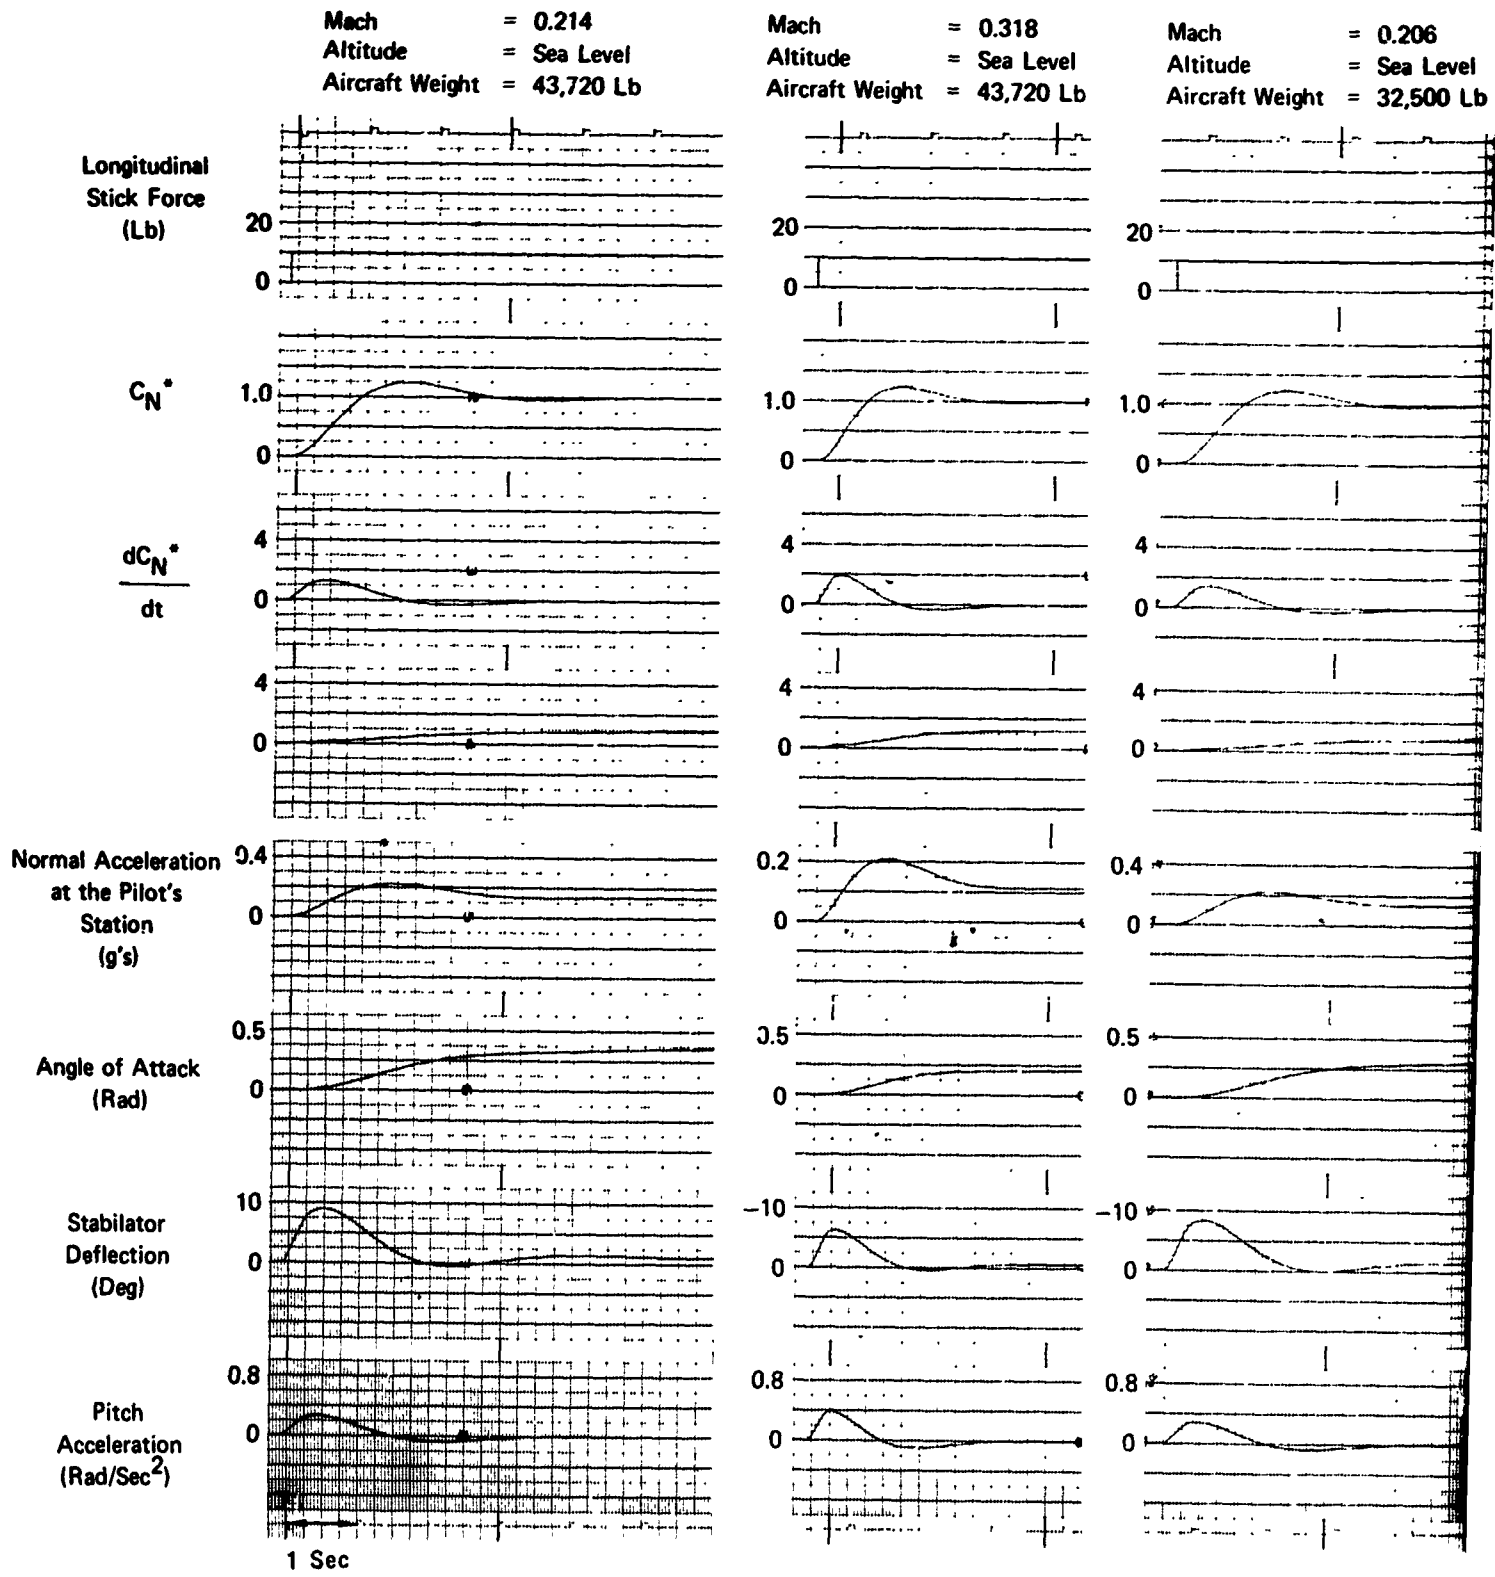 Mach = 0.214
Altitude = Sea Level
Aircraft Weight = 43,720 Lb
Mach = 0.318
Altitude = Sea Level
Aircraft Weight = 43,720 Lb
Mach = 0.206
Altitude = Sea Level
Aircraft Weight = 32,500 Lb
Longitudinal
Stick Force
(Lb)
20
0
20
0
20
0
C_N*
1.0
0
1.0
0
1.0
0
dC_N*
dt
4
0
4
0
4
0
4
0
4
0
4
0
Normal Acceleration
at the Pilot's
Station
(g's)
0.4
0
0.2
0
0.4
0
Angle of Attack
(Rad)
0.5
0
0.5
0
0.5
0
Stabilator
Deflection
(Deg)
10
0
-10
0
-10
0
Pitch
Acceleration
(Rad/Sec²)
0.8
0
0.8
0
0.8
0
1 Sec